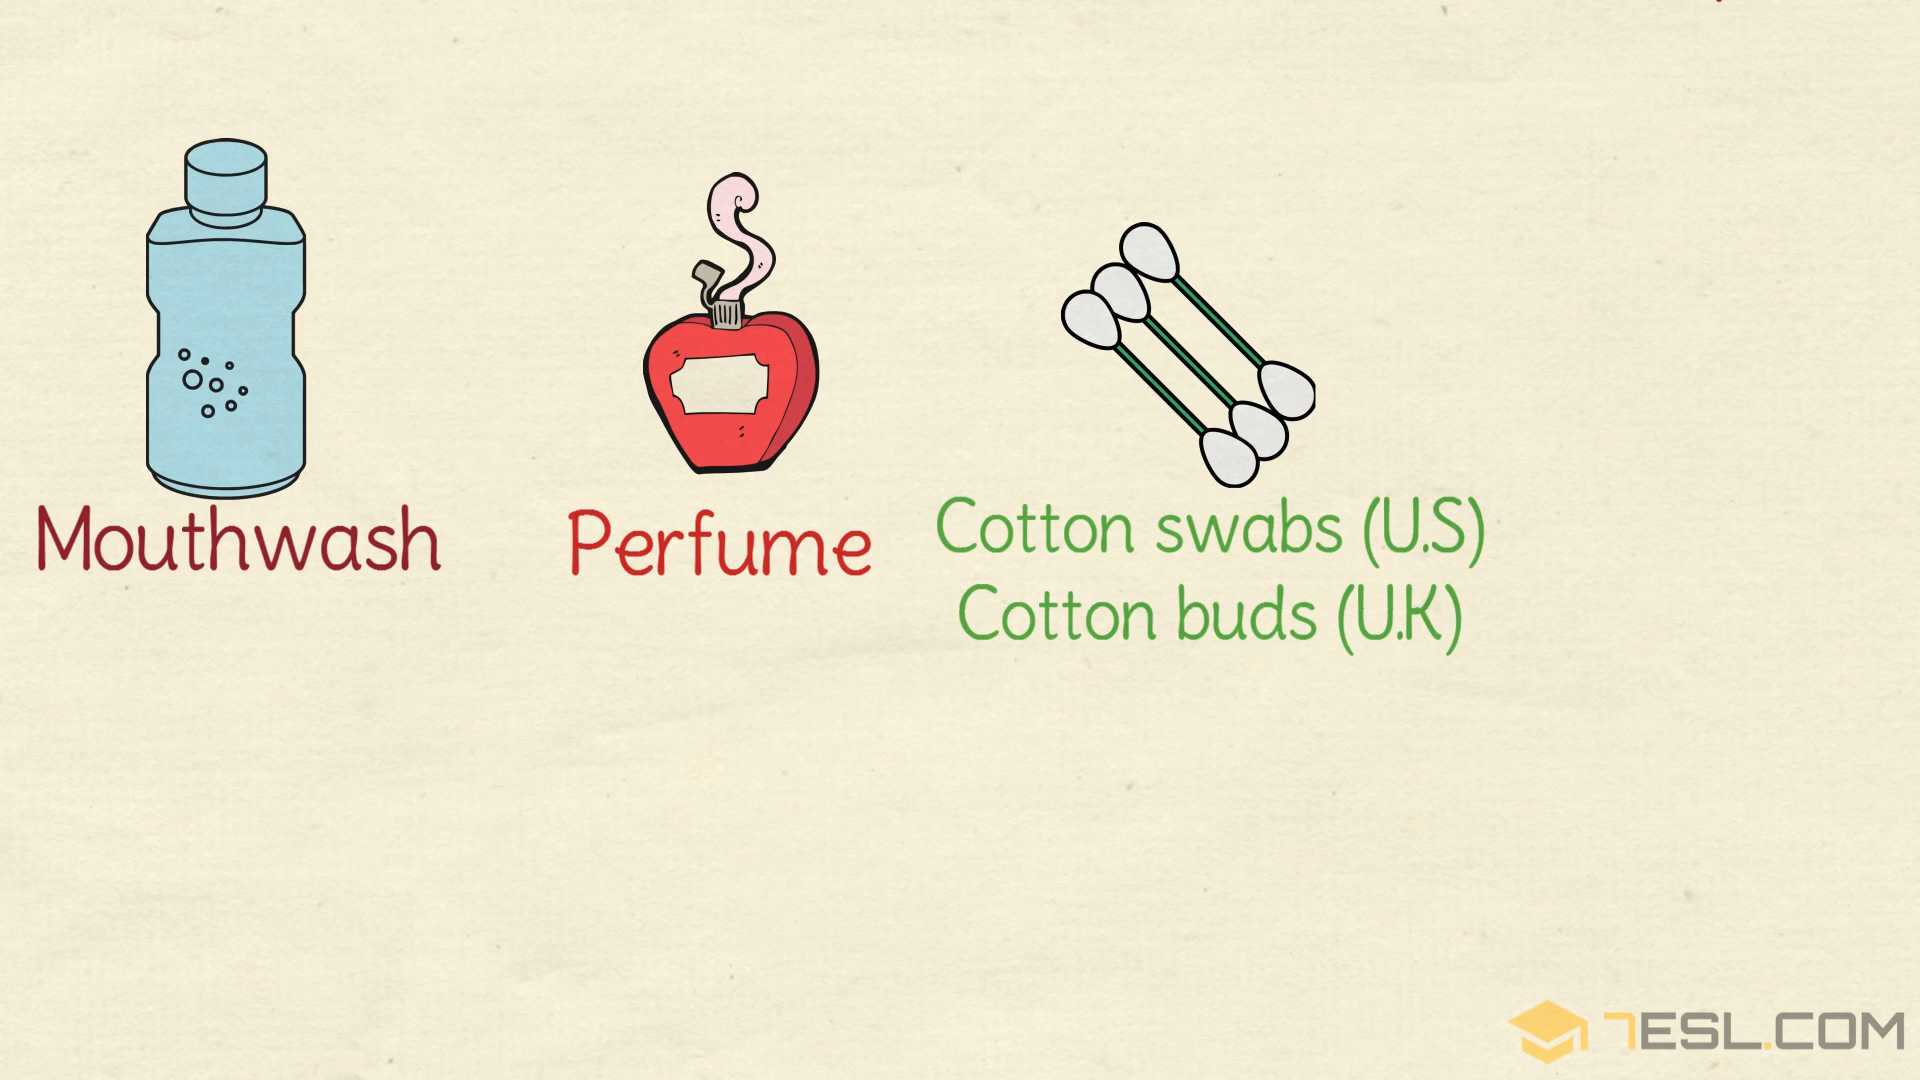 Mouthwash
Perfume
Cotton swabs (U.S)
Cotton buds (U.K)
7ESL.COM